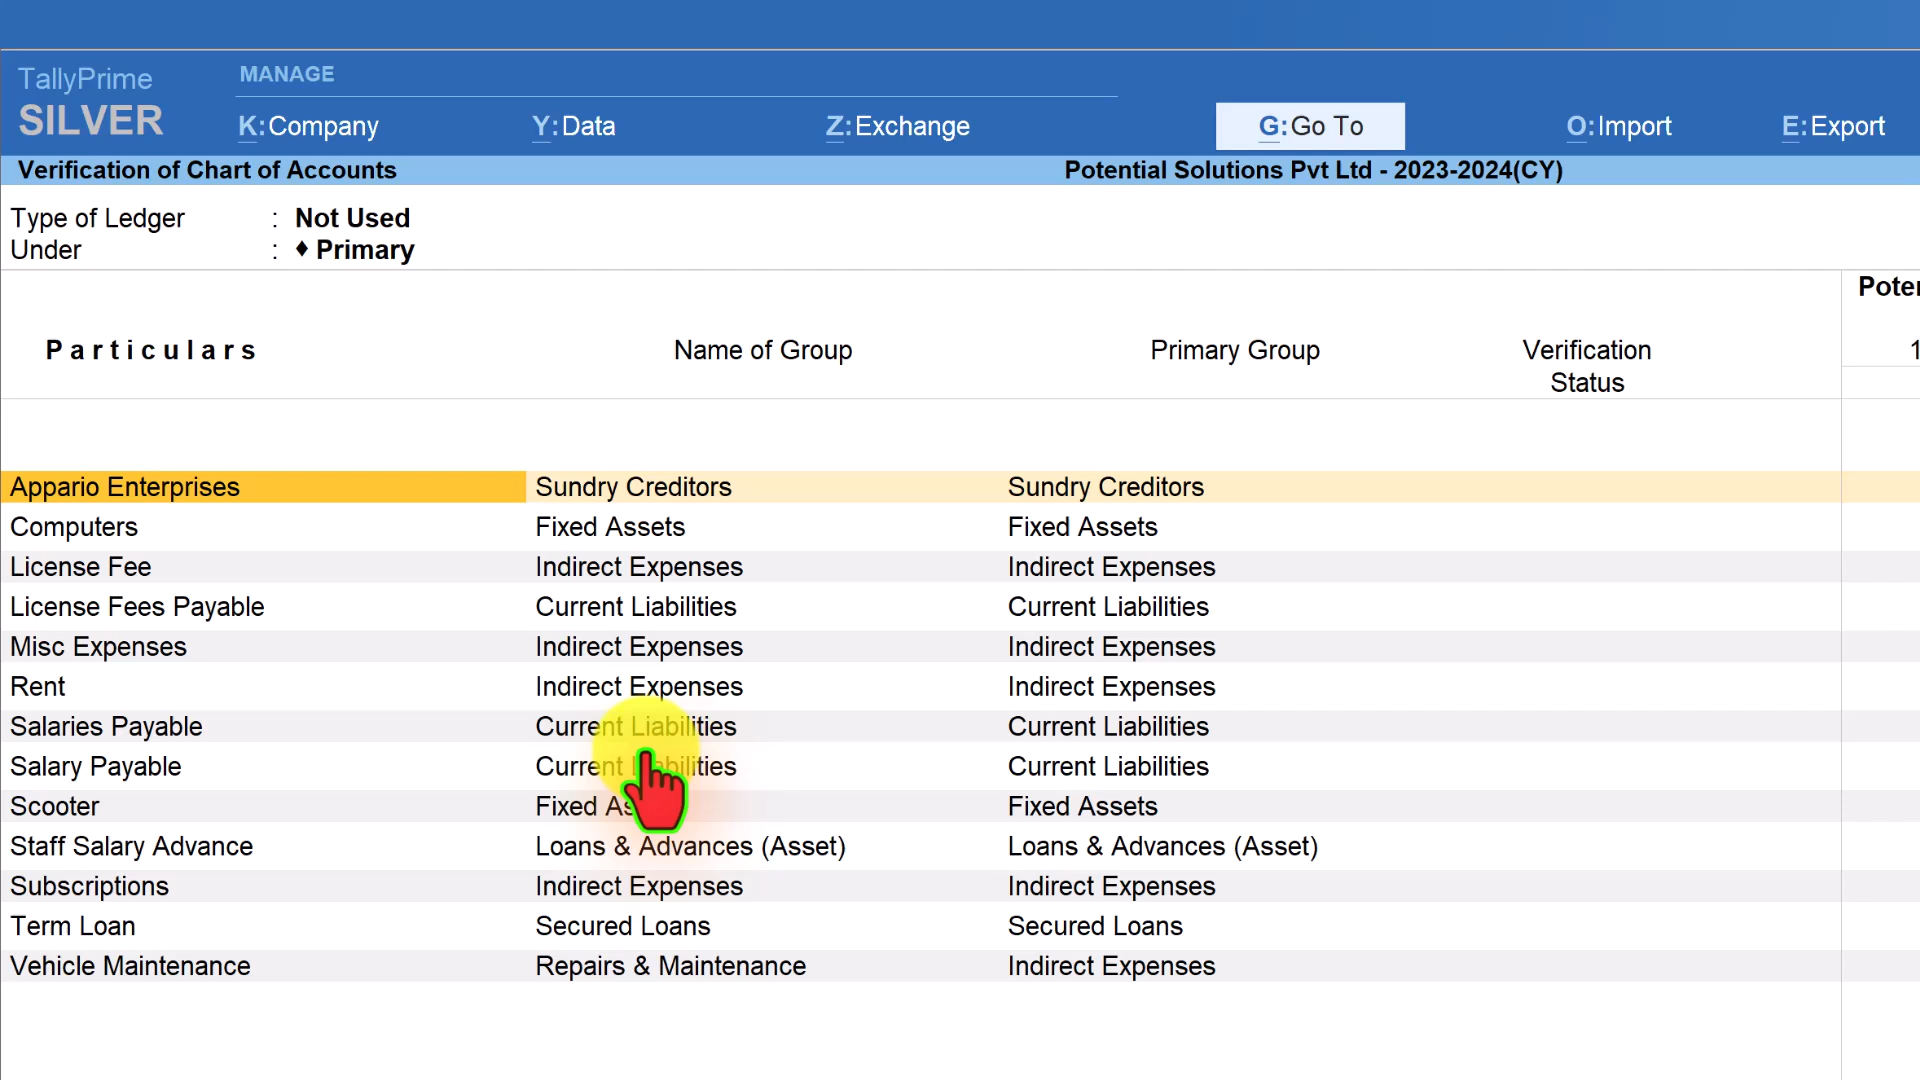 TallyPrime
SILVER
MANAGE
K:Company Y:Data Z:Exchange G:Go To O:Import E:Export
Verification of Chart of Accounts Potential Solutions Pvt Ltd - 2023-2024(CY)
Type of Ledger : Not Used
Under : ♦ Primary
Poten
Particulars Name of Group Primary Group Verification Status 1
Appario Enterprises Sundry Creditors Sundry Creditors
Computers Fixed Assets Fixed Assets
License Fee Indirect Expenses Indirect Expenses
License Fees Payable Current Liabilities Current Liabilities
Misc Expenses Indirect Expenses Indirect Expenses
Rent Indirect Expenses Indirect Expenses
Salaries Payable Current Liabilities Current Liabilities
Salary Payable Current Liabilities Current Liabilities
Scooter Fixed As Fixed Assets
Staff Salary Advance Loans & Advances (Asset) Loans & Advances (Asset)
Subscriptions Indirect Expenses Indirect Expenses
Term Loan Secured Loans Secured Loans
Vehicle Maintenance Repairs & Maintenance Indirect Expenses